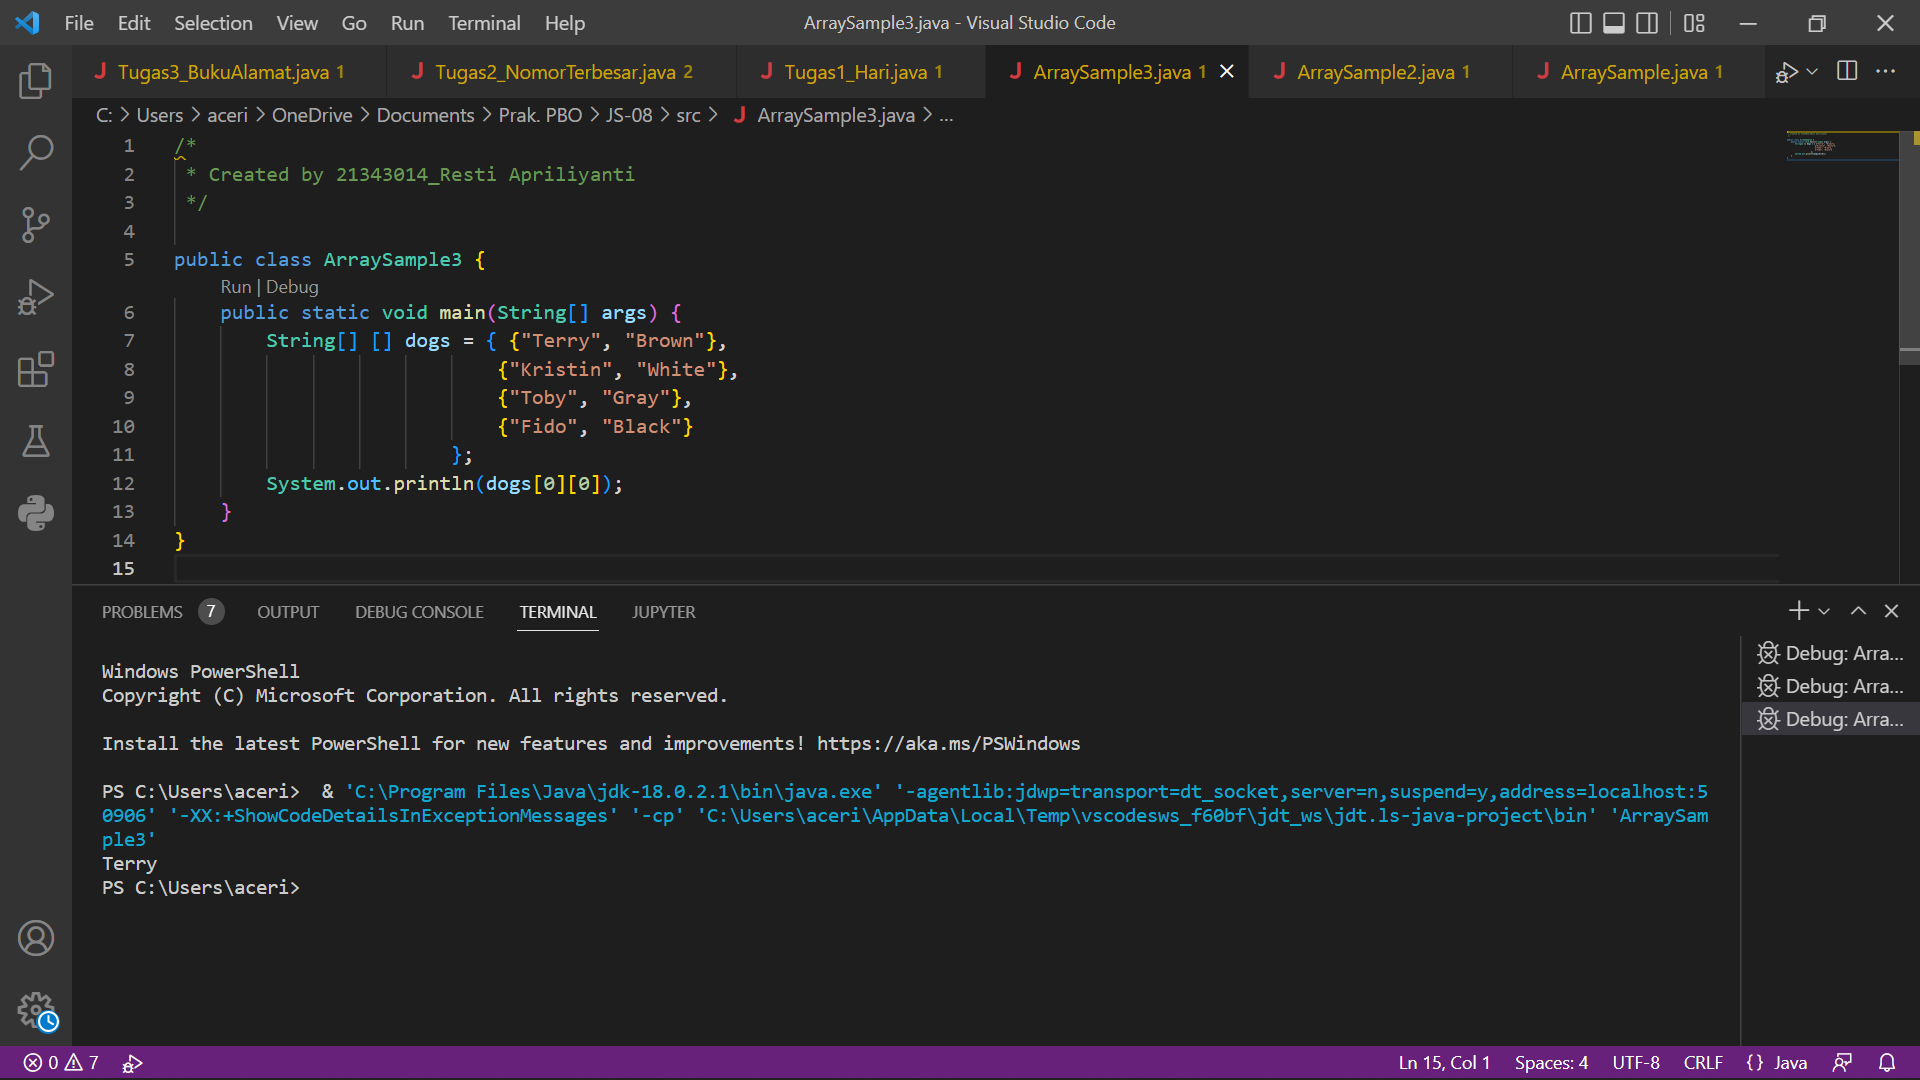 File Edit Selection View Go Run Terminal Help ArraySample3.java - Visual Studio Code
Tugas3_BukuAlamat.java 1 Tugas2_NomorTerbesar.java 2 Tugas1_Hari.java 1 ArraySample3.java 1 ArraySample2.java 1 ArraySample.java 1
C: > Users > aceri > OneDrive > Documents > Prak. PBO > JS-08 > src > J ArraySample3.java > ...
1 /*
2 * Created by 21343014_Resti Apriliyanti
3 */
4
5 public class ArraySample3 {
Run | Debug
6 public static void main(String[] args) {
7 String[] [] dogs = { {"Terry", "Brown"},
8 {"Kristin", "White"},
9 {"Toby", "Gray"},
10 {"Fido", "Black"}
11 };
12 System.out.println(dogs[0][0]);
13 }
14 }
15
PROBLEMS 7 OUTPUT DEBUG CONSOLE TERMINAL JUPYTER
Windows PowerShell
Copyright (C) Microsoft Corporation. All rights reserved.
Install the latest PowerShell for new features and improvements! https://aka.ms/PSWindows
PS C:\Users\aceri> & 'C:\Program Files\Java\jdk-18.0.2.1\bin\java.exe' '-agentlib:jdwp=transport=dt_socket,server=n,suspend=y,address=localhost:5
0906' '-XX:+ShowCodeDetailsInExceptionMessages' '-cp' 'C:\Users\aceri\AppData\Local\Temp\vscodesws_f60bf\jdt_ws\jdt.ls-java-project\bin' 'ArraySam
ple3'
Terry
PS C:\Users\aceri>
Debug: Arra...
Debug: Arra...
Debug: Arra...
0 7 Ln 15, Col 1 Spaces: 4 UTF-8 CRLF {} Java